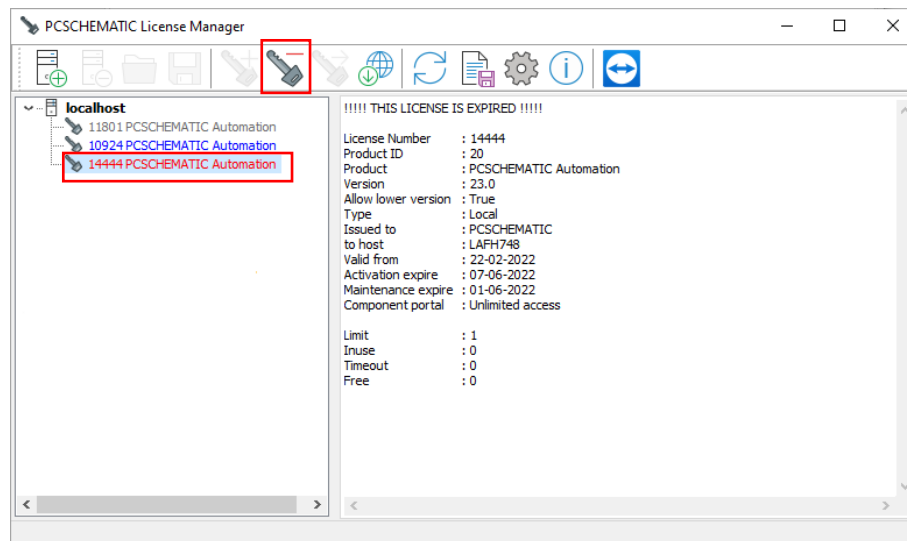 PCSCHEMATIC License Manager
localhost
11801 PCSCHEMATIC Automation
10924 PCSCHEMATIC Automation
14444 PCSCHEMATIC Automation
!!!!! THIS LICENSE IS EXPIRED !!!!!
License Number : 14444
Product ID : 20
Product : PCSCHEMATIC Automation
Version : 23.0
Allow lower version : True
Type : Local
Issued to : PCSCHEMATIC
to host : LAFH748
Valid from : 22-02-2022
Activation expire : 07-06-2022
Maintenance expire : 01-06-2022
Component portal : Unlimited access
Limit : 1
Inuse : 0
Timeout : 0
Free : 0